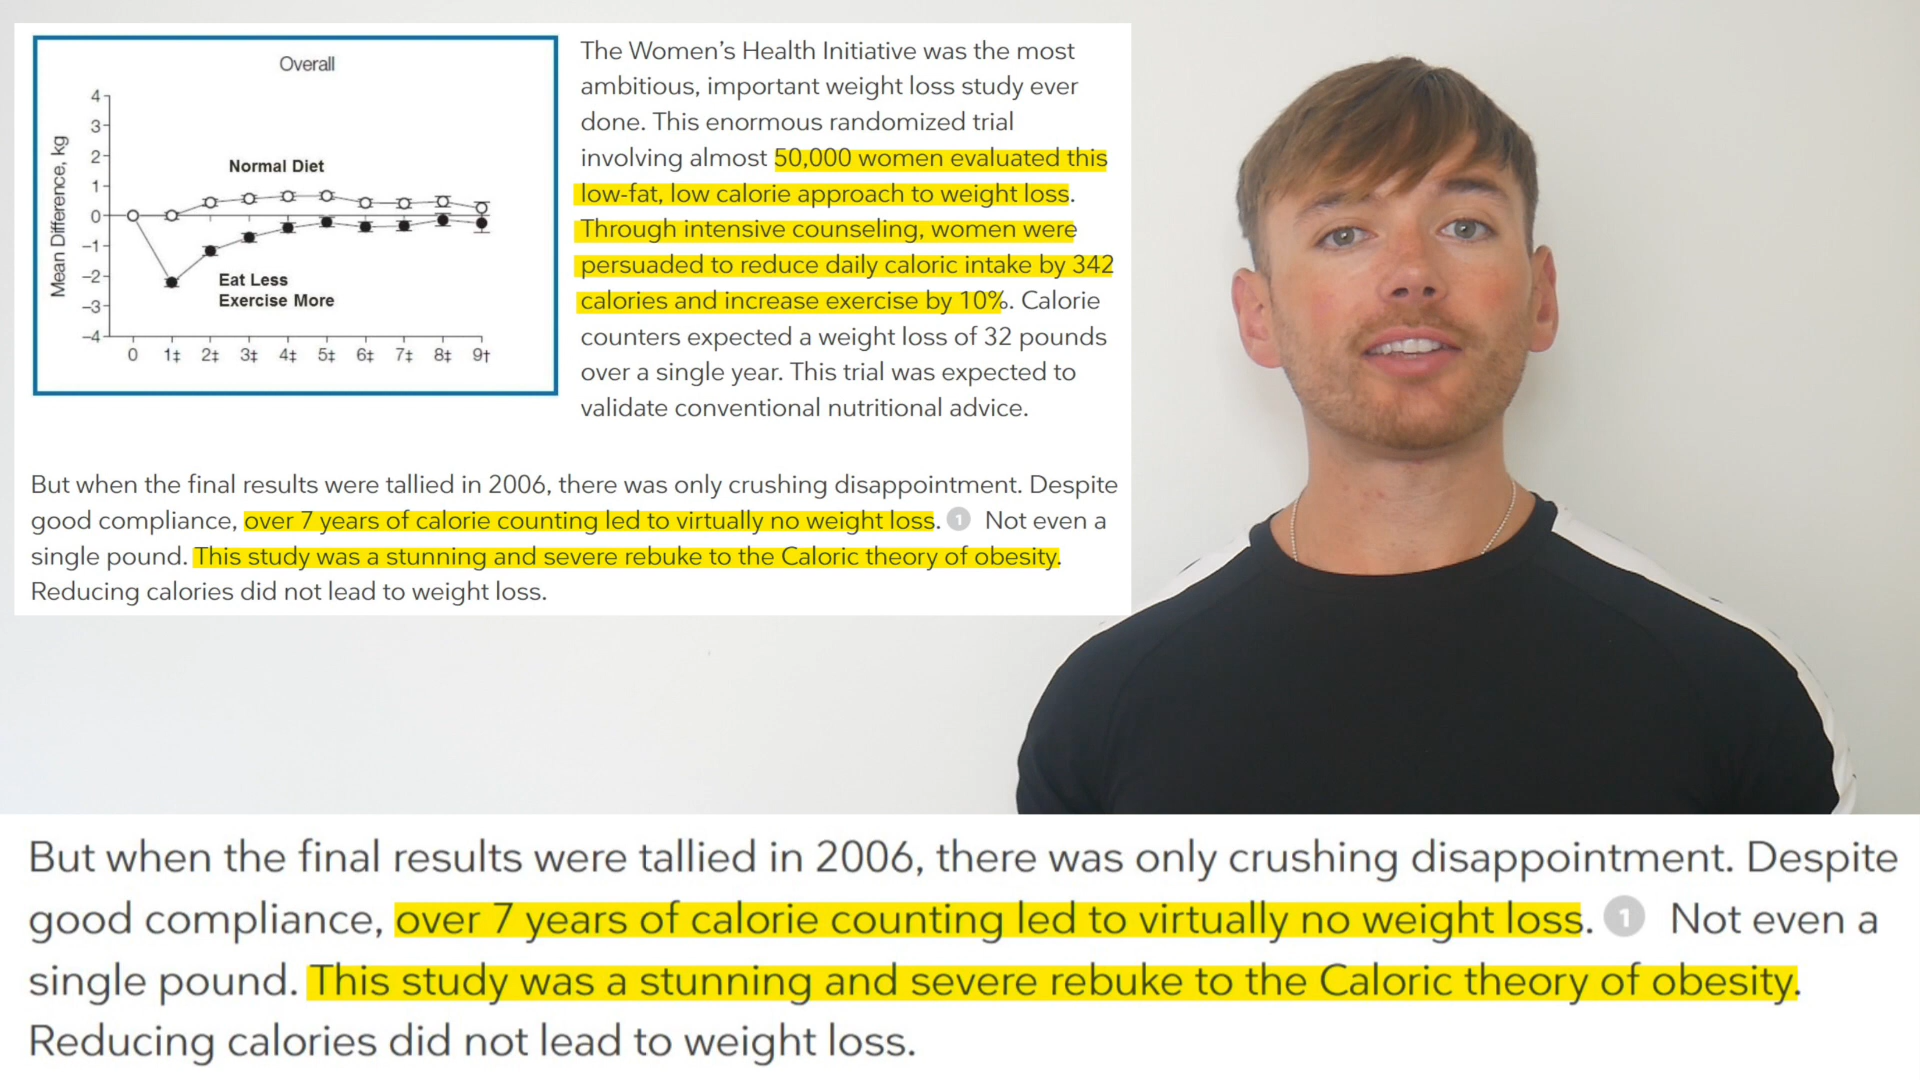 Overall
4
3
2
1
0
−1
−2
−3
−4
Mean Difference, kg
Normal Diet
Eat Less
Exercise More
0 1‡ 2‡ 3‡ 4‡ 5‡ 6‡ 7‡ 8‡ 9†
The Women’s Health Initiative was the most
ambitious, important weight loss study ever
done. This enormous randomized trial
involving almost 50,000 women evaluated this
low-fat, low calorie approach to weight loss.
Through intensive counseling, women were
persuaded to reduce daily caloric intake by 342
calories and increase exercise by 10%. Calorie
counters expected a weight loss of 32 pounds
over a single year. This trial was expected to
validate conventional nutritional advice.
But when the final results were tallied in 2006, there was only crushing disappointment. Despite
good compliance, over 7 years of calorie counting led to virtually no weight loss. 1 Not even a
single pound. This study was a stunning and severe rebuke to the Caloric theory of obesity.
Reducing calories did not lead to weight loss.
But when the final results were tallied in 2006, there was only crushing disappointment. Despite
good compliance, over 7 years of calorie counting led to virtually no weight loss. 1 Not even a
single pound. This study was a stunning and severe rebuke to the Caloric theory of obesity.
Reducing calories did not lead to weight loss.